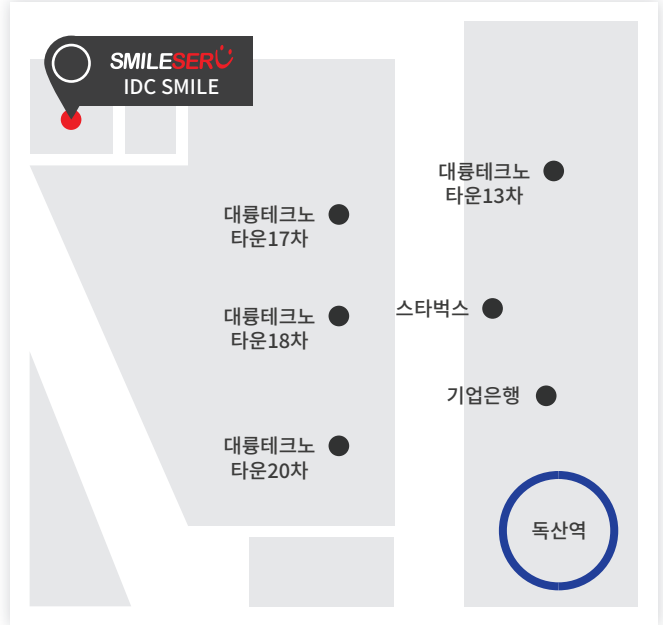 SMILESERV
IDC SMILE
대륭테크노
타운13차
대륭테크노
타운17차
스타벅스
대륭테크노
타운18차
기업은행
대륭테크노
타운20차
독산역